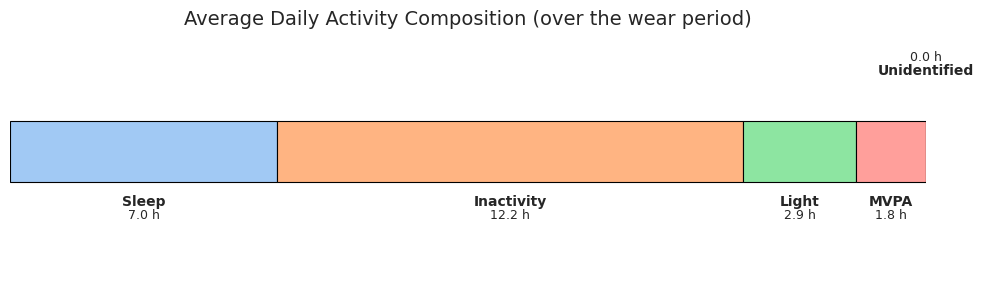 Average Daily Activity Composition (over the wear period)
0.0 h
Unidentified
Sleep
7.0 h
Inactivity
12.2 h
Light
2.9 h
MVPA
1.8 h